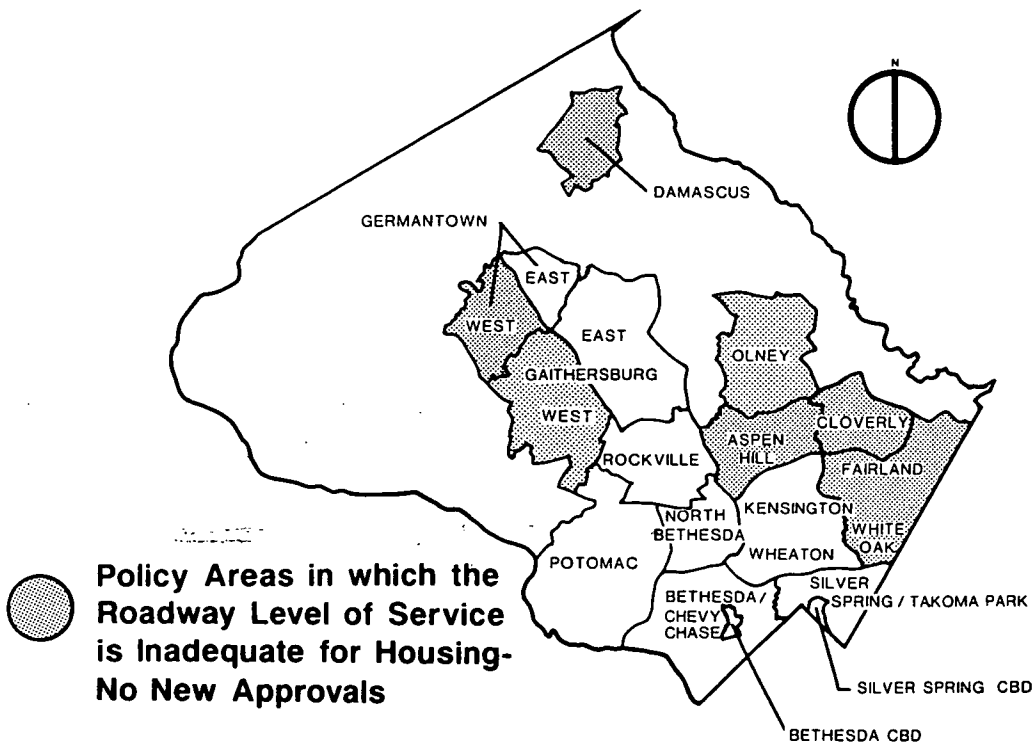 N
DAMASCUS
GERMANTOWN
EAST
WEST
EAST
OLNEY
GAITHERSBURG
WEST
CLOVERLY
ASPEN
HILL
ROCKVILLE
FAIRLAND
KENSINGTON
NORTH
BETHESDA
WHITE
OAK
WHEATON
POTOMAC
SILVER
SPRING / TAKOMA PARK
BETHESDA /
CHEVY
CHASE
SILVER SPRING CBD
BETHESDA CBD
Policy Areas in which the
Roadway Level of Service
is Inadequate for Housing-
No New Approvals